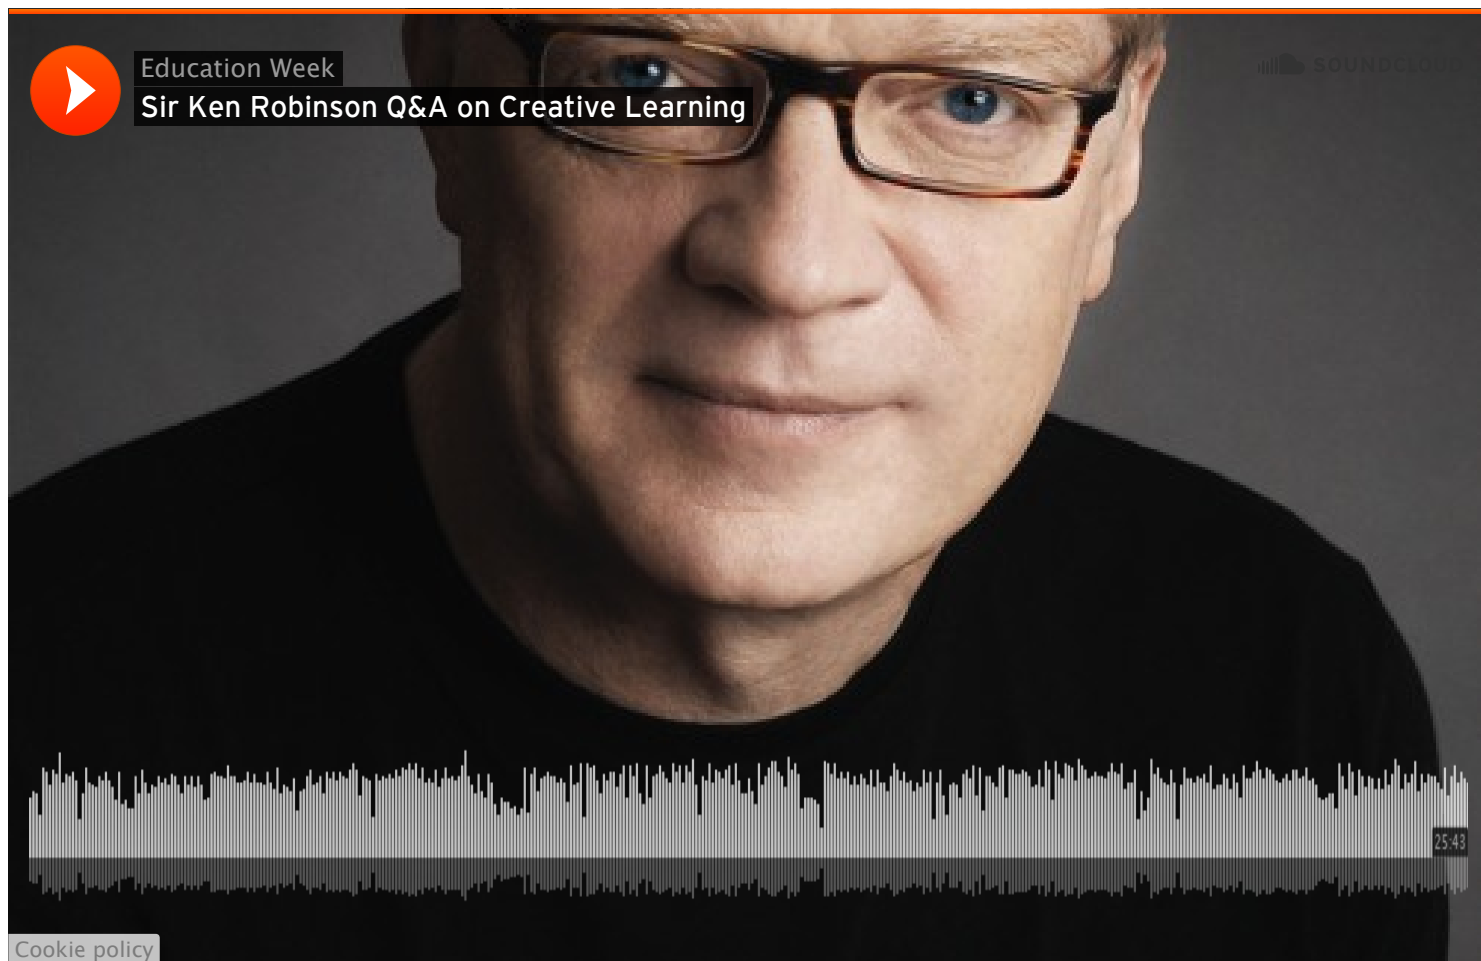 Education Week
SOUNDCLOUD
Sir Ken Robinson Q&A on Creative Learning
25:43
Cookie policy